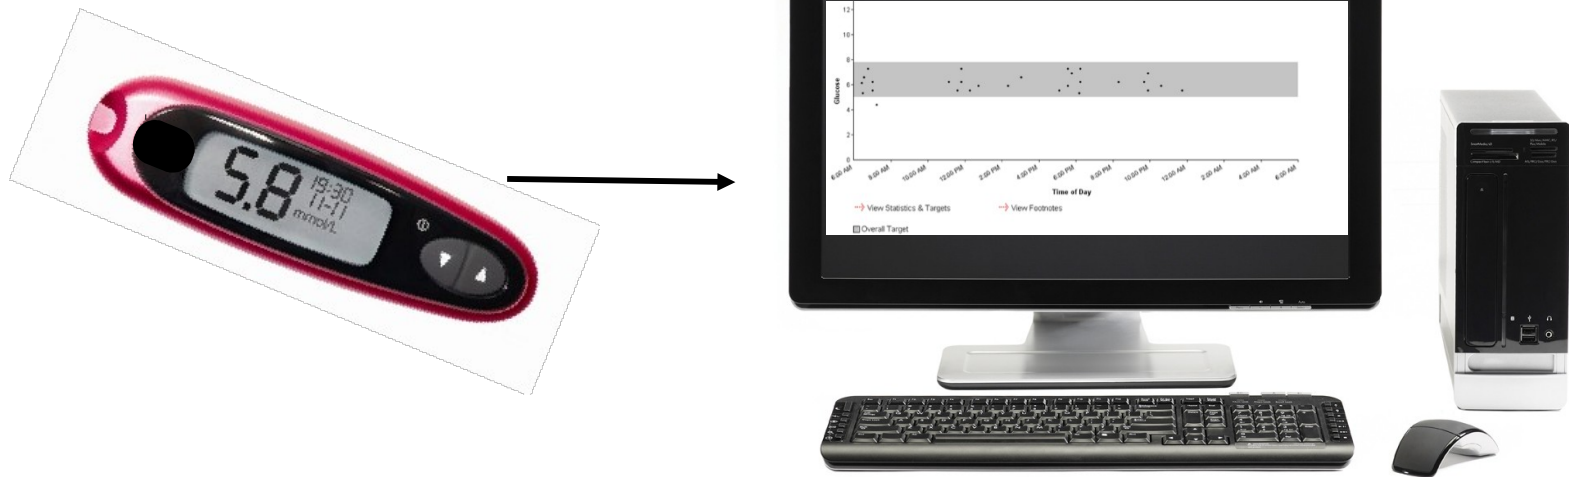 5.8
19:30
11-11
mmol/L
12
10
8
6
4
2
0
Glucose
6:00 AM
8:00 AM
10:00 AM
12:00 PM
2:00 PM
4:00 PM
6:00 PM
8:00 PM
10:00 PM
12:00 AM
2:00 AM
4:00 AM
6:00 AM
Time of Day
View Statistics & Targets
View Footnotes
Overall Target